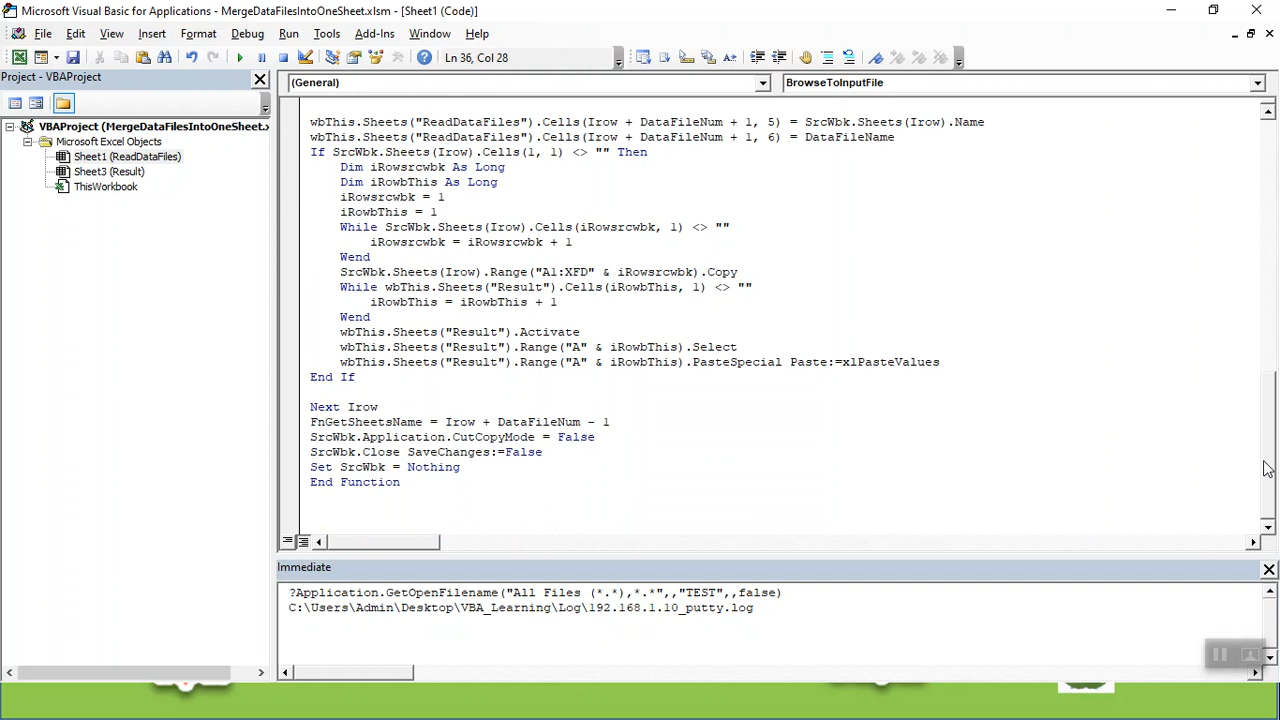 Microsoft Visual Basic for Applications - MergeDataFilesIntoOneSheet.xlsm - [Sheet1 (Code)]
File Edit View Insert Format Debug Run Tools Add-Ins Window Help
Ln 36, Col 28
Project - VBAProject
(General)
BrowseToInputFile
VBAProject (MergeDataFilesIntoOneSheet.x
Microsoft Excel Objects
Sheet1 (ReadDataFiles)
Sheet3 (Result)
ThisWorkbook
wbThis.Sheets("ReadDataFiles").Cells(Irow + DataFileNum + 1, 5) = SrcWbk.Sheets(Irow).Name
wbThis.Sheets("ReadDataFiles").Cells(Irow + DataFileNum + 1, 6) = DataFileName
If SrcWbk.Sheets(Irow).Cells(1, 1) <> "" Then
Dim iRowsrcwbk As Long
Dim iRowbThis As Long
iRowsrcwbk = 1
iRowbThis = 1
While SrcWbk.Sheets(Irow).Cells(iRowsrcwbk, 1) <> ""
iRowsrcwbk = iRowsrcwbk + 1
Wend
SrcWbk.Sheets(Irow).Range("A1:XFD" & iRowsrcwbk).Copy
While wbThis.Sheets("Result").Cells(iRowbThis, 1) <> ""
iRowbThis = iRowbThis + 1
Wend
wbThis.Sheets("Result").Activate
wbThis.Sheets("Result").Range("A" & iRowbThis).Select
wbThis.Sheets("Result").Range("A" & iRowbThis).PasteSpecial Paste:=xlPasteValues
End If
Next Irow
FnGetSheetsName = Irow + DataFileNum - 1
SrcWbk.Application.CutCopyMode = False
SrcWbk.Close SaveChanges:=False
Set SrcWbk = Nothing
End Function
Immediate
?Application.GetOpenFilename("All Files (*.*),*.*",,"TEST",,false)
C:\Users\Admin\Desktop\VBA_Learning\Log\192.168.1.10_putty.log